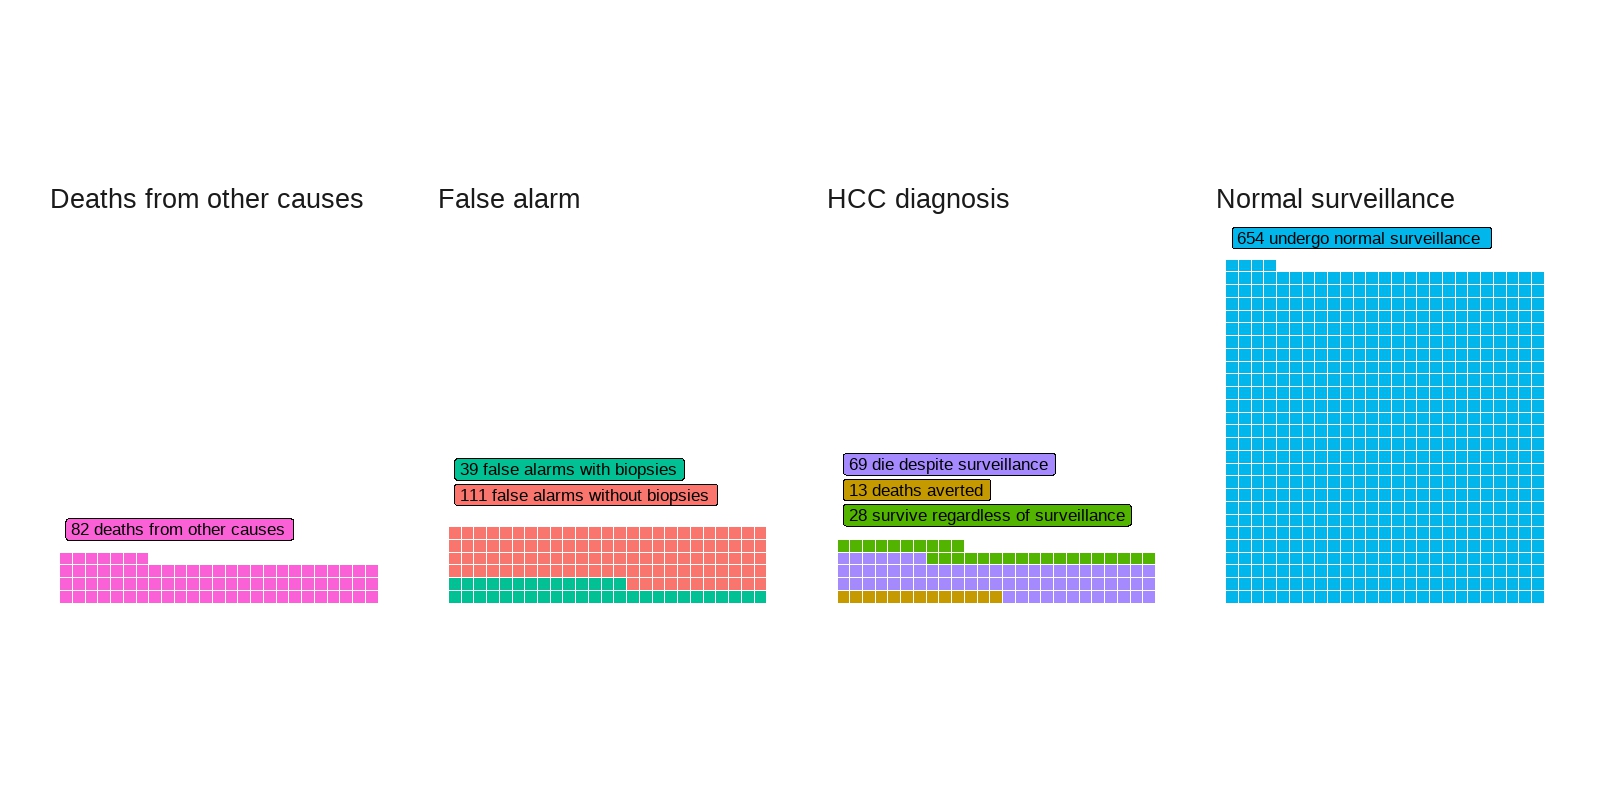 Deaths from other causes
82 deaths from other causes
False alarm
39 false alarms with biopsies
111 false alarms without biopsies
HCC diagnosis
69 die despite surveillance
13 deaths averted
28 survive regardless of surveillance
Normal surveillance
654 undergo normal surveillance